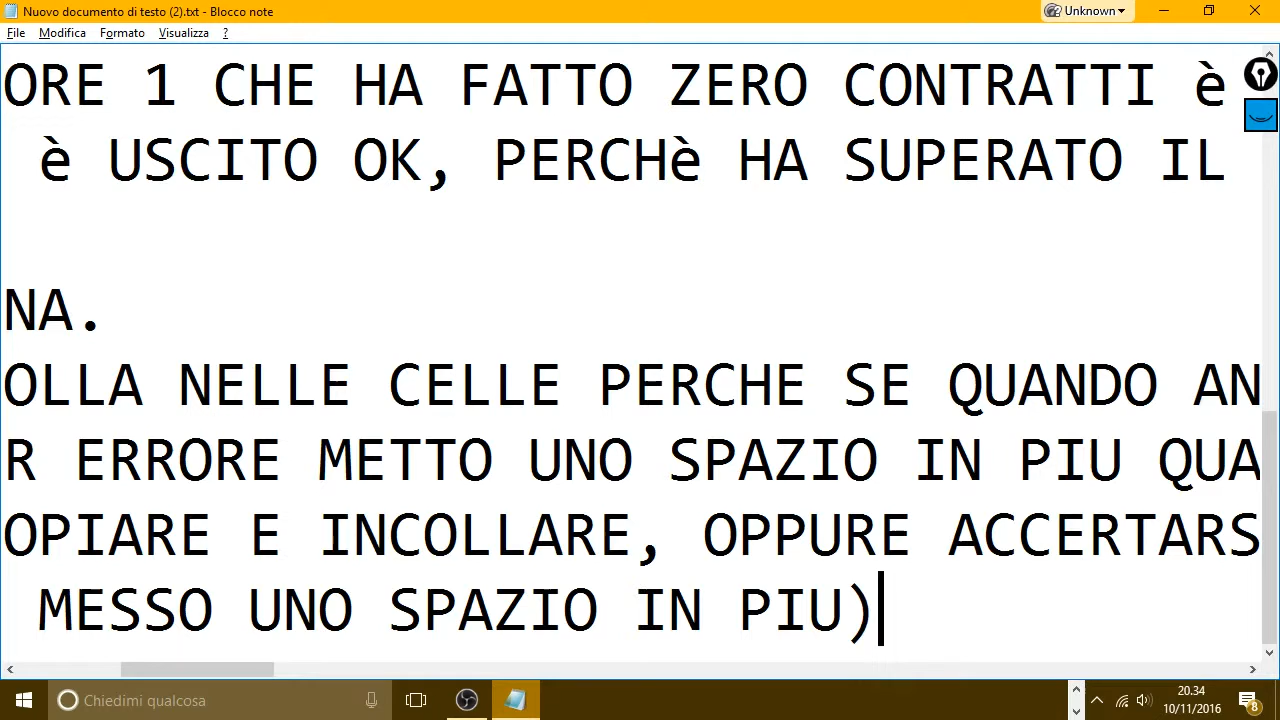 Nuovo documento di testo (2).txt - Blocco note
Unknown
File Modifica Formato Visualizza ?
ORE 1 CHE HA FATTO ZERO CONTRATTI è
è USCITO OK, PERCHè HA SUPERATO IL
NA.
OLLA NELLE CELLE PERCHE SE QUANDO AN
R ERRORE METTO UNO SPAZIO IN PIU QUA
OPIARE E INCOLLARE, OPPURE ACCERTARS
MESSO UNO SPAZIO IN PIU)
Chiedimi qualcosa
20.34
10/11/2016
8